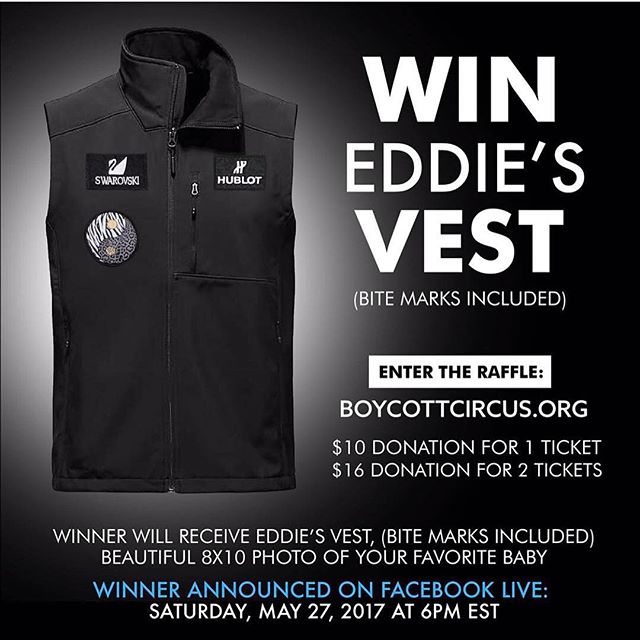 WIN
EDDIE'S
VEST
(BITE MARKS INCLUDED)
SWAROVSKI
HUBLOT
ENTER THE RAFFLE:
BOYCOTTCIRCUS.ORG
$10 DONATION FOR 1 TICKET
$16 DONATION FOR 2 TICKETS
WINNER WILL RECEIVE EDDIE'S VEST, (BITE MARKS INCLUDED)
BEAUTIFUL 8X10 PHOTO OF YOUR FAVORITE BABY
WINNER ANNOUNCED ON FACEBOOK LIVE:
SATURDAY, MAY 27, 2017 AT 6PM EST